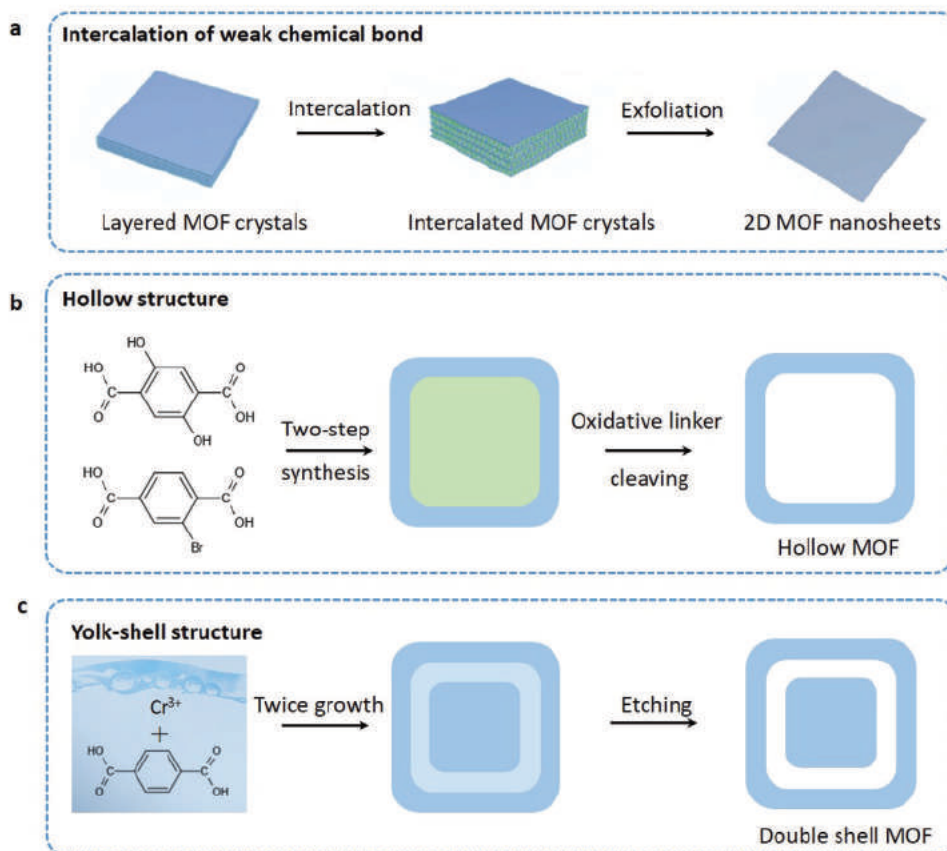 a
Intercalation of weak chemical bond
Intercalation
Exfoliation
Layered MOF crystals
Intercalated MOF crystals
2D MOF nanosheets
b
Hollow structure
HO
HO
O
C
C
O
OH
OH
Two-step
synthesis
Oxidative linker
cleaving
HO
O
C
C
O
OH
Br
Hollow MOF
c
Yolk-shell structure
Cr³⁺
+
HO
O
C
C
O
OH
Twice growth
Etching
Double shell MOF